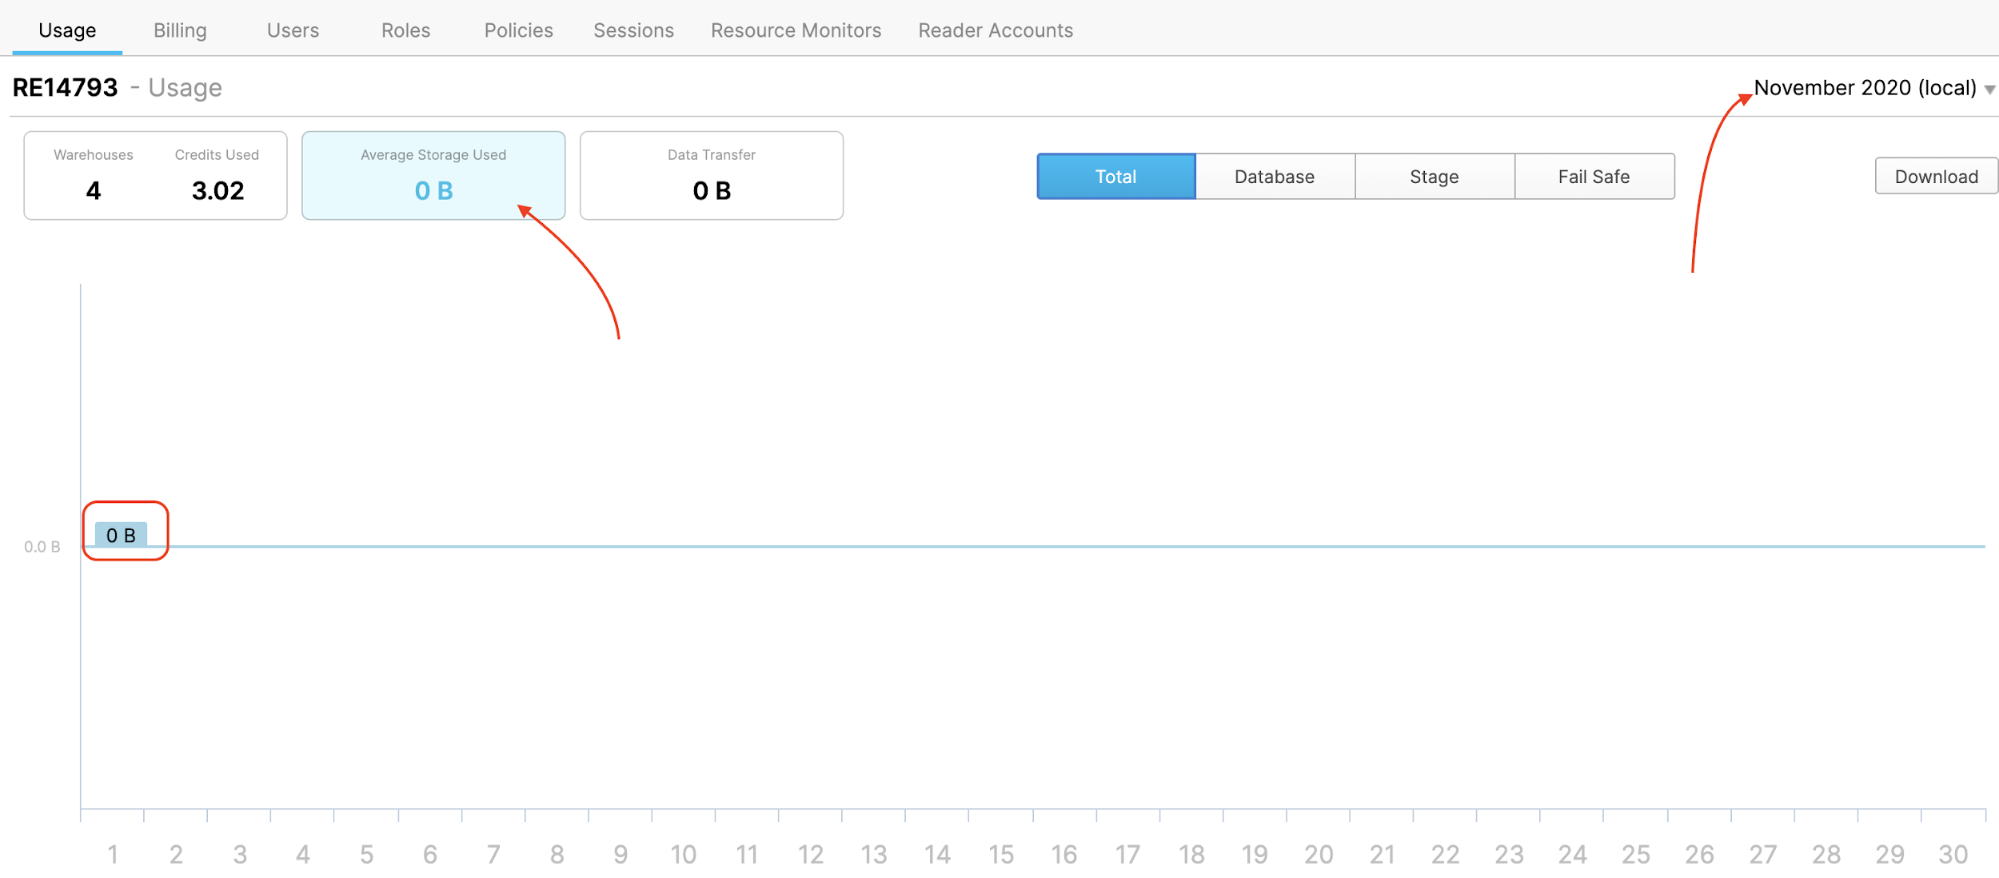 Usage Billing Users Roles Policies Sessions Resource Monitors Reader Accounts
RE14793 - Usage
November 2020 (local)
Warehouses Credits Used
4 3.02
Average Storage Used
0 B
Data Transfer
0 B
Total Database Stage Fail Safe
Download
0 B
0.0 B
1 2 3 4 5 6 7 8 9 10 11 12 13 14 15 16 17 18 19 20 21 22 23 24 25 26 27 28 29 30